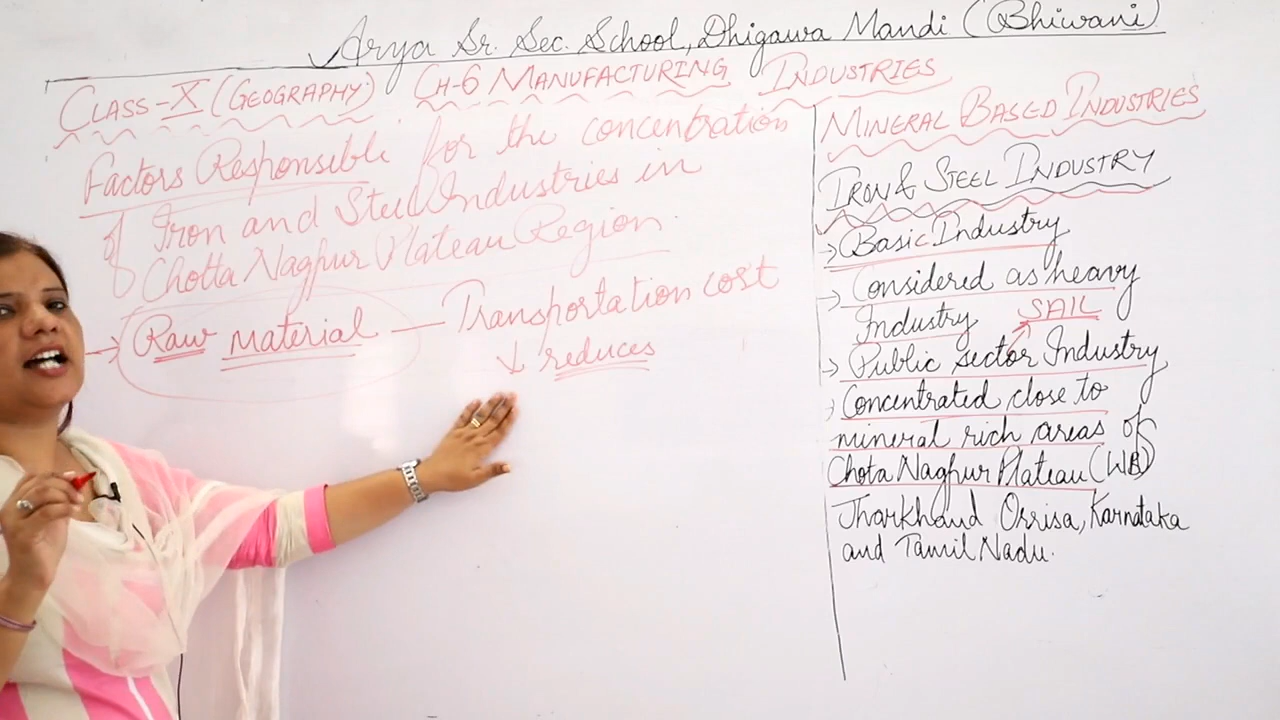 Arya Sr. Sec. School, Dhigawa Mandi (Bhiwani)
CLASS-X (GEOGRAPHY) CH-6 MANUFACTURING INDUSTRIES
Factors Responsible for the concentration
of Iron and Steel Industries in
Chotta Nagpur Plateau Region
→ Raw material — Transportation cost
↓ reduces
MINERAL BASED INDUSTRIES
IRON & STEEL INDUSTRY
→ Basic Industry
→ Considered as heavy
Industry SAIL
→ Public sector Industry
→ Concentrated close to
mineral rich areas of
Chota Nagpur Plateau (WB)
Jharkhand Orrisa, Karnataka
and Tamil Nadu.